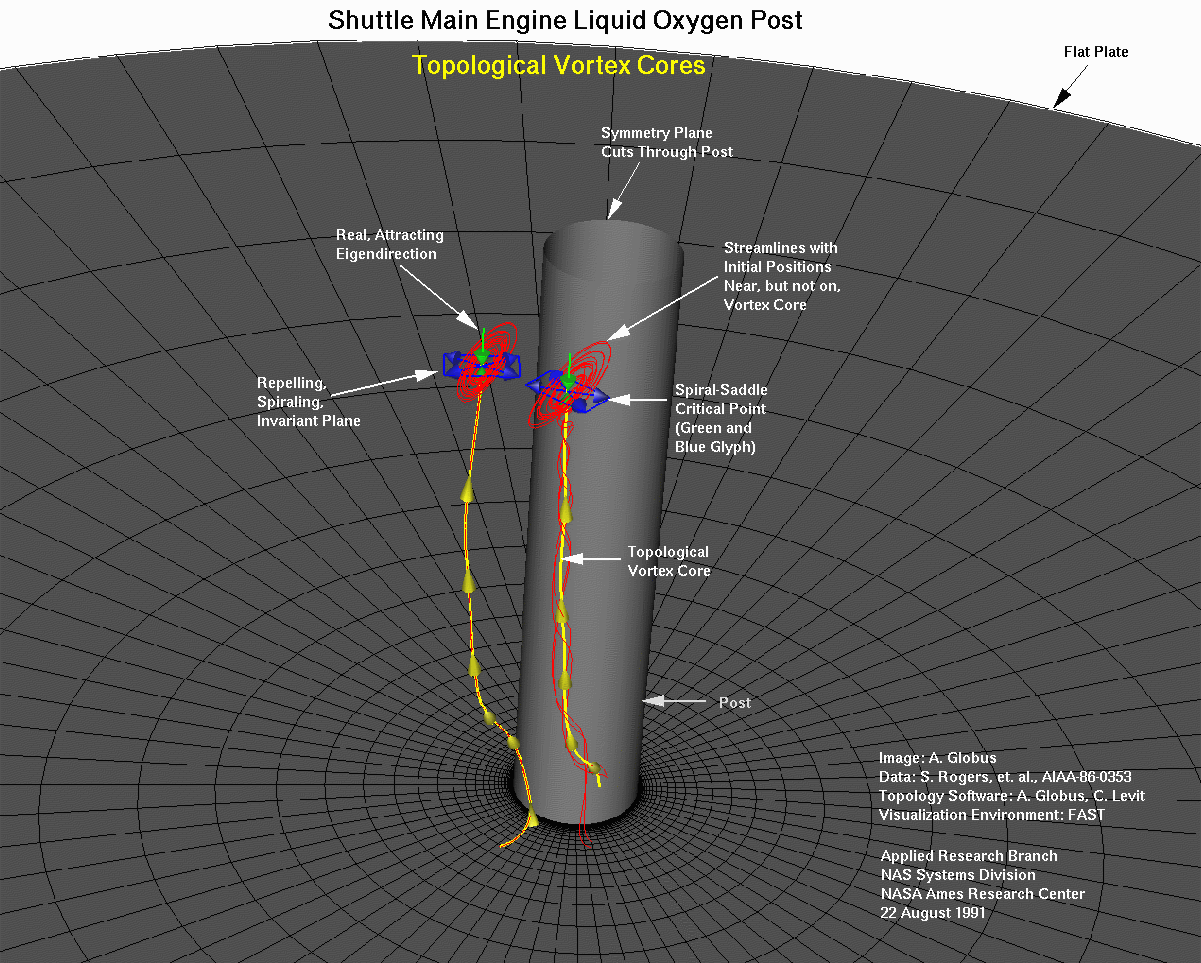 Shuttle Main Engine Liquid Oxygen Post
Topological Vortex Cores
Flat Plate
Symmetry Plane
Cuts Through Post
Real, Attracting
Eigendirection
Streamlines with
Initial Positions
Near, but not on,
Vortex Core
Repelling,
Spiraling,
Invariant Plane
Spiral-Saddle
Critical Point
(Green and
Blue Glyph)
Topological
Vortex Core
Post
Image: A. Globus
Data: S. Rogers, et. al., AIAA-86-0353
Topology Software: A. Globus, C. Levit
Visualization Environment: FAST
Applied Research Branch
NAS Systems Division
NASA Ames Research Center
22 August 1991